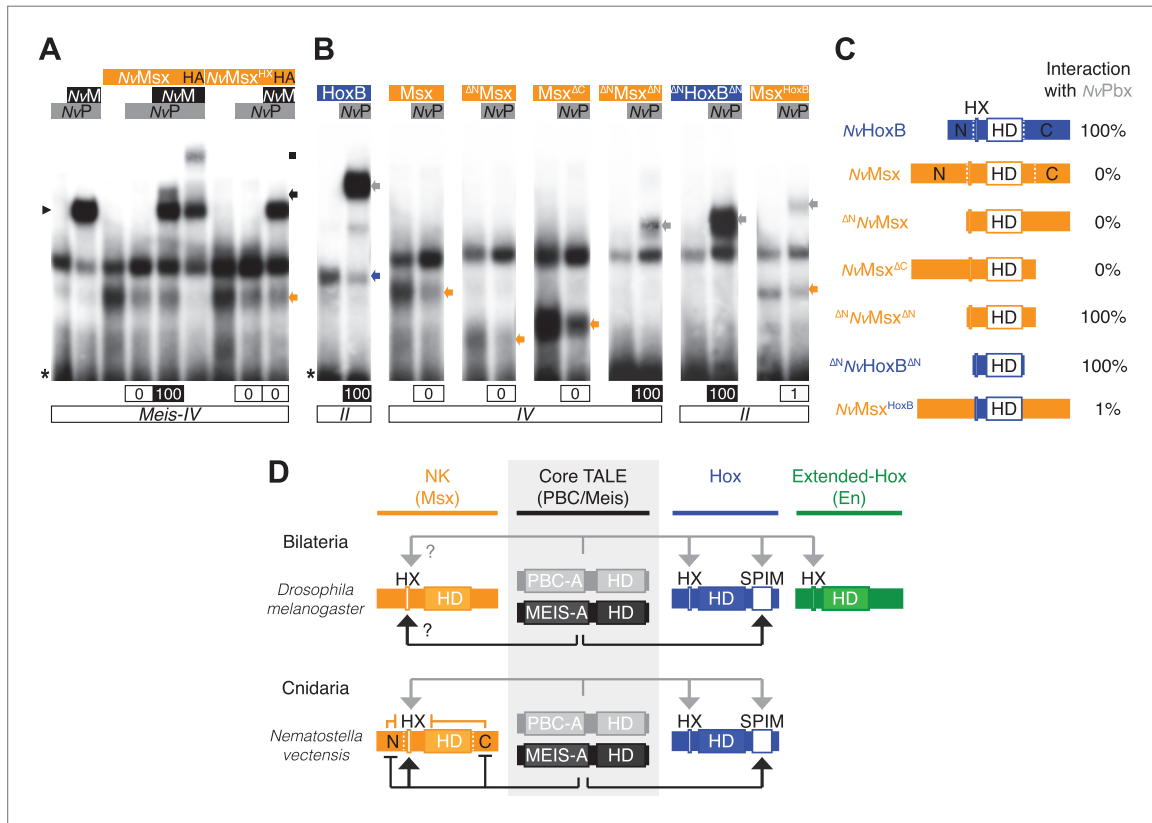 A
NvMsx HA NvMsxHX HA
NvM NvM NvM
NvP NvP NvP
*
0 100 0 0
Meis-IV
B
HoxB Msx ΔNMsx MsxΔC ΔNMsxΔN ΔNHoxBΔN MsxHoxB
NvP NvP NvP NvP NvP NvP NvP
*
100 0 0 0 100 100 1
II IV II
C
Interaction
with NvPbx
HX
NvHoxB N HD C 100%
NvMsx N HD C 0%
ΔNNvMsx HD 0%
NvMsxΔC HD 0%
ΔNNvMsxΔN HD 100%
ΔNNvHoxBΔN HD 100%
NvMsxHoxB HD 1%
D
NK
(Msx)
Core TALE
(PBC/Meis)
Hox
Extended-Hox
(En)
Bilateria
?
HX HX SPIM HX
Drosophila
melanogaster
HD PBC-A HD HD HD
MEIS-A HD
?
Cnidaria
HX HX SPIM
Nematostella
vectensis
N HD C PBC-A HD HD
MEIS-A HD